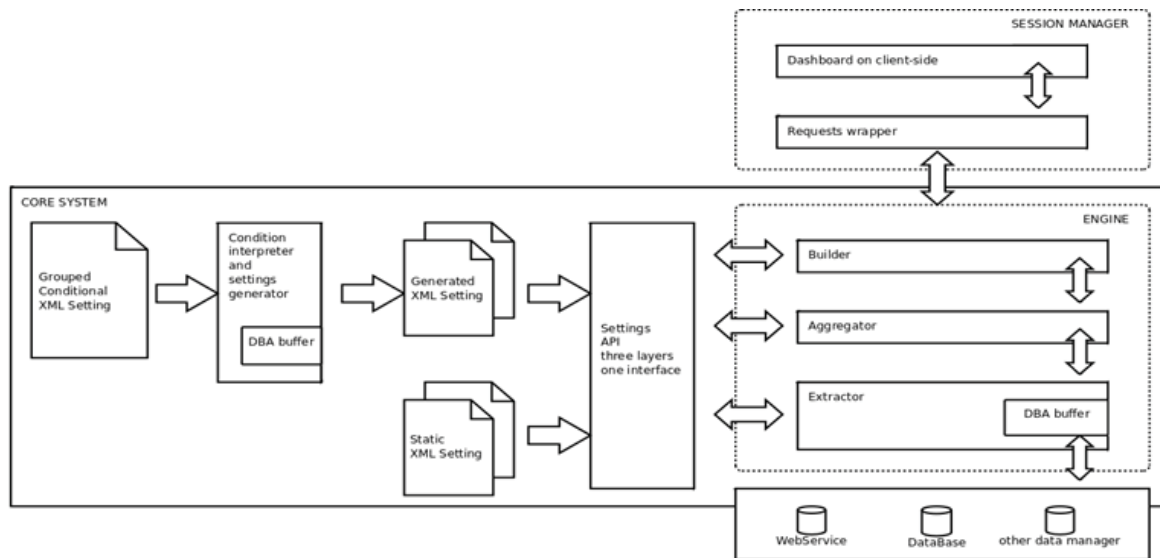 SESSION MANAGER
Dashboard on client-side
Requests wrapper
CORE SYSTEM
Grouped
Conditional
XML Setting
Condition
interpreter
and
settings
generator
DBA buffer
Generated
XML Setting
Static
XML Setting
Settings
API
three layers
one interface
ENGINE
Builder
Aggregator
Extractor
DBA buffer
WebService
DataBase
other data manager